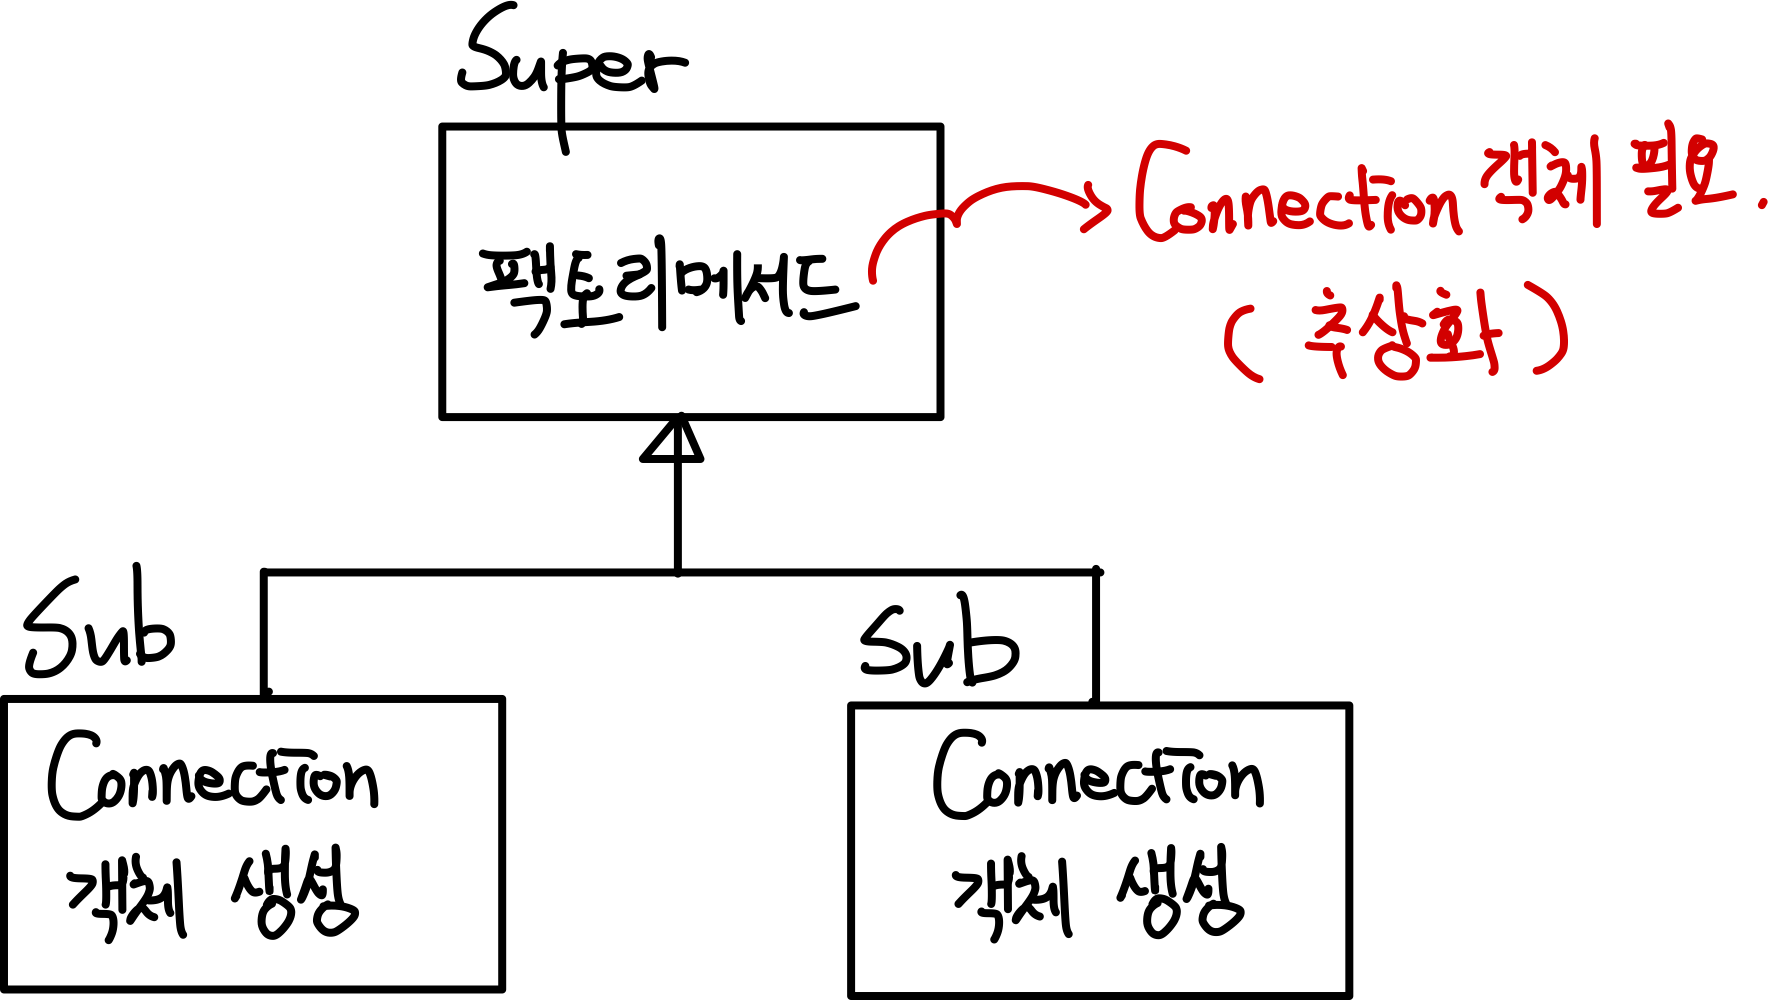 Super
팩토리메서드
Connection 객체 필요.
(추상화)
Sub
Connection
객체 생성
Sub
Connection
객체 생성